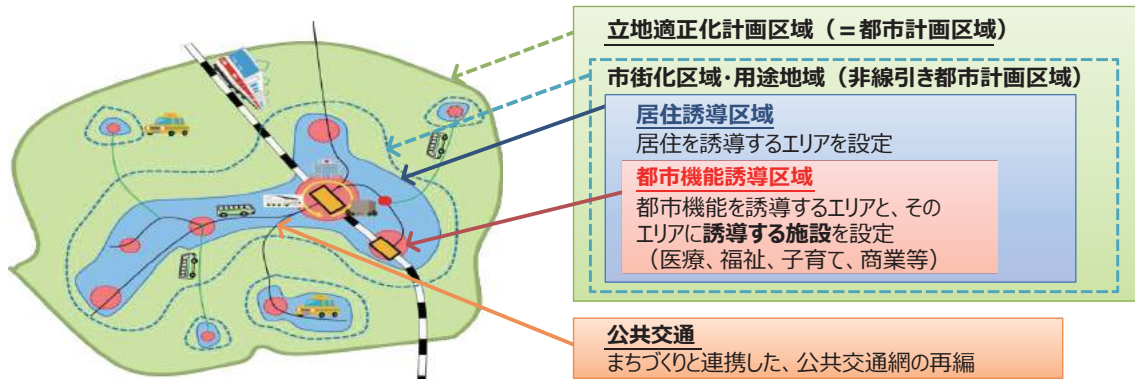 立地適正化計画区域（＝都市計画区域）
市街化区域・用途地域（非線引き都市計画区域）
居住誘導区域
居住を誘導するエリアを設定
都市機能誘導区域
都市機能を誘導するエリアと、その
エリアに誘導する施設を設定
（医療、福祉、子育て、商業等）
公共交通
まちづくりと連携した、公共交通網の再編